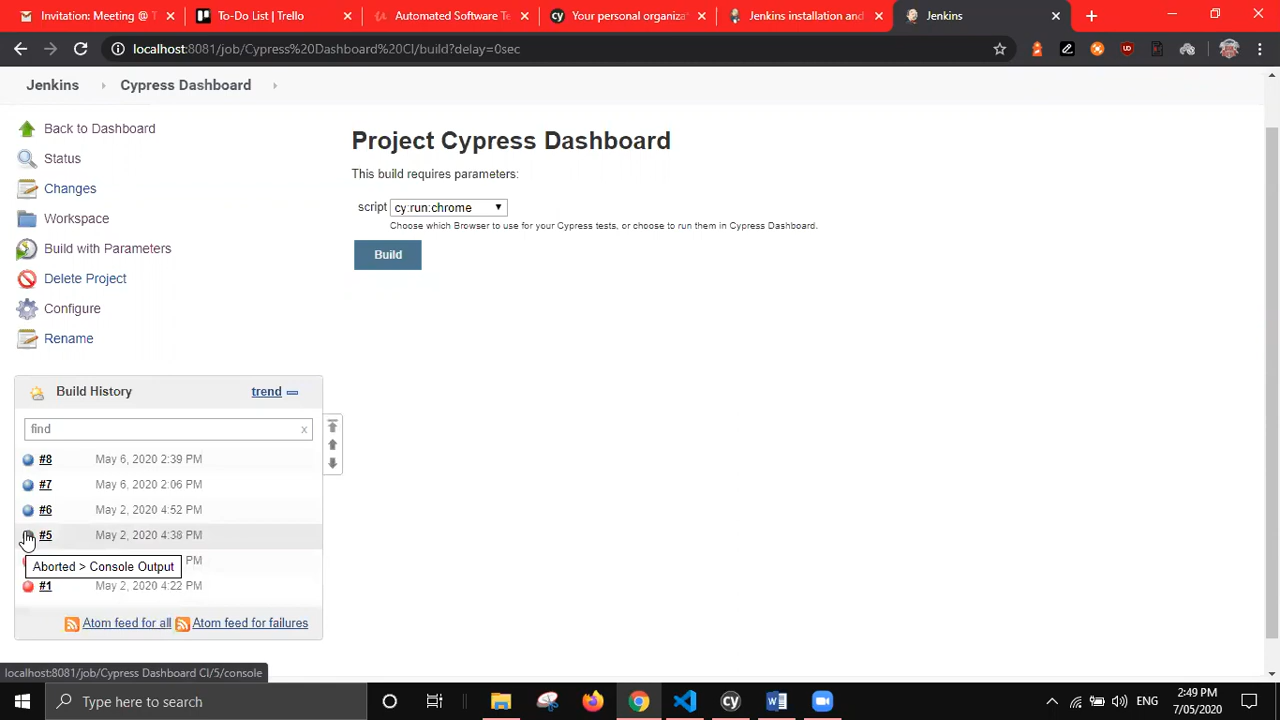 Invitation: Meeting @ T
To-Do List | Trello
Automated Software Te
Your personal organiza
Jenkins installation and
Jenkins
localhost:8081/job/Cypress%20Dashboard%20CI/build?delay=0sec
Jenkins
Cypress Dashboard
Back to Dashboard
Status
Changes
Workspace
Build with Parameters
Delete Project
Configure
Rename
Project Cypress Dashboard
This build requires parameters:
script cy:run:chrome
Choose which Browser to use for your Cypress tests, or choose to run them in Cypress Dashboard.
Build
Build History trend
find x
#8 May 6, 2020 2:39 PM
#7 May 6, 2020 2:06 PM
#6 May 2, 2020 4:52 PM
#5 May 2, 2020 4:38 PM
PM
Aborted > Console Output
#1 May 2, 2020 4:22 PM
Atom feed for all Atom feed for failures
localhost:8081/job/Cypress Dashboard CI/5/console
Type here to search
cy
ENG
2:49 PM
7/05/2020